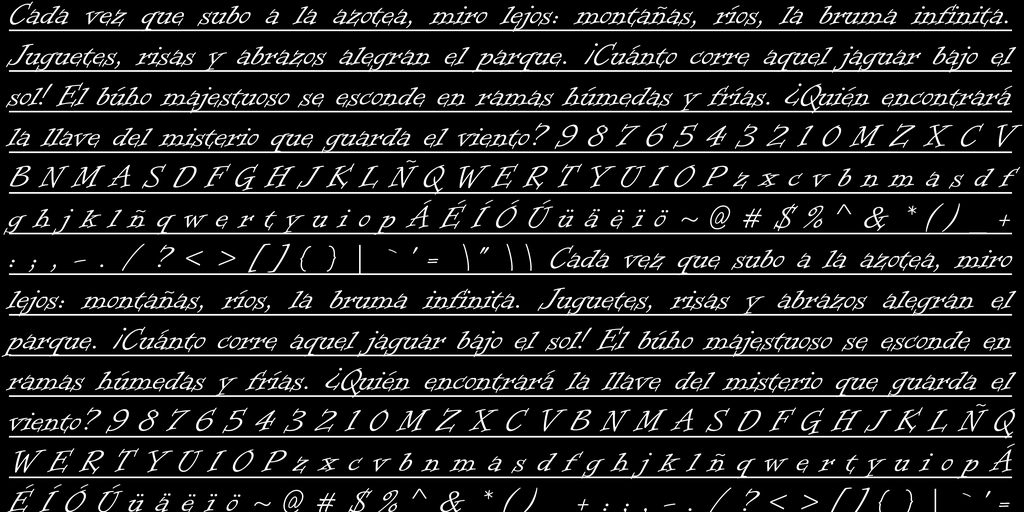 Cada vez que subo a la azotea, miro lejos: montañas, ríos, la bruma infinita.
Juguetes, risas y abrazos alegran el parque. ¡Cuánto corre aquel jaguar bajo el
sol! El búho majestuoso se esconde en ramas húmedas y frías. ¿Quién encontrará
la llave del misterio que guarda el viento? 9 8 7 6 5 4 3 2 1 0 M Z X C V
B N M A S D F G H J K L Ñ Q W E R T Y U I O P z x c v b n m a s d f
g h j k l ñ q w e r t y u i o p Á É Í Ó Ú ü ä ë ï ö ~ @ # $ % ^ & * ( ) _ +
: ; , - . / ? < > [ ] { } | ` ' = \" \ \ Cada vez que subo a la azotea, miro
lejos: montañas, ríos, la bruma infinita. Juguetes, risas y abrazos alegran el
parque. ¡Cuánto corre aquel jaguar bajo el sol! El búho majestuoso se esconde en
ramas húmedas y frías. ¿Quién encontrará la llave del misterio que guarda el
viento? 9 8 7 6 5 4 3 2 1 0 M Z X C V B N M A S D F G H J K L Ñ Q
W E R T Y U I O P z x c v b n m a s d f g h j k l ñ q w e r t y u i o p Á
É Í Ó Ú ü ä ë ï ö ~ @ # $ % ^ & * ( ) _ + : ; , - . / ? < > [ ] { } | ` ' =